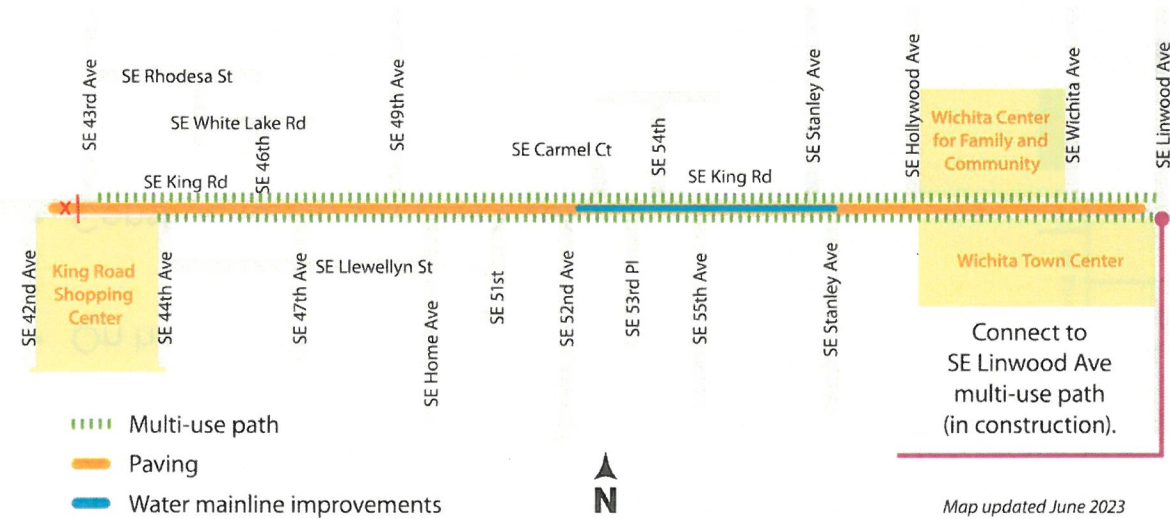 SE 43rd Ave
SE Rhodesa St
SE White Lake Rd
SE 46th
SE King Rd
SE 49th Ave
SE Carmel Ct
SE 54th
SE King Rd
SE Stanley Ave
SE Hollywood Ave
Wichita Center
for Family and
Community
SE Wichita Ave
SE Linwood Ave
X
SE 42nd Ave
King Road
Shopping
Center
SE 44th Ave
SE 47th Ave
SE Llewellyn St
SE Home Ave
SE 51st
SE 52nd Ave
SE 53rd Pl
SE 55th Ave
SE Stanley Ave
Wichita Town Center
Connect to
SE Linwood Ave
multi-use path
(in construction).
Multi-use path
Paving
Water mainline improvements
N
Map updated June 2023